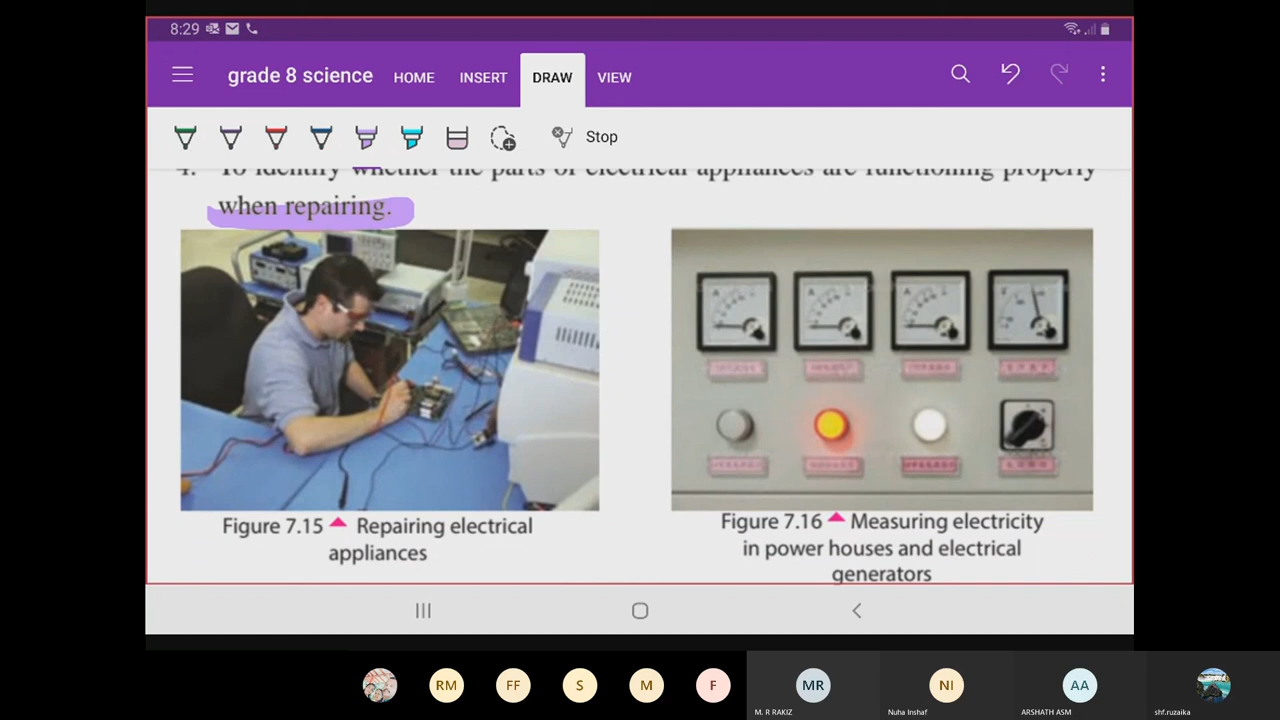 8:29
grade 8 science HOME INSERT DRAW VIEW
Stop
4. To identify whether the parts of electrical appliances are functioning properly
when repairing.
A A A V
Figure 7.15 Repairing electrical
appliances
Figure 7.16 Measuring electricity
in power houses and electrical
generators
RM FF S M F MR NI AA
M. R RAKIZ Nuha Inshaf ARSHATH ASM shf.ruzaika